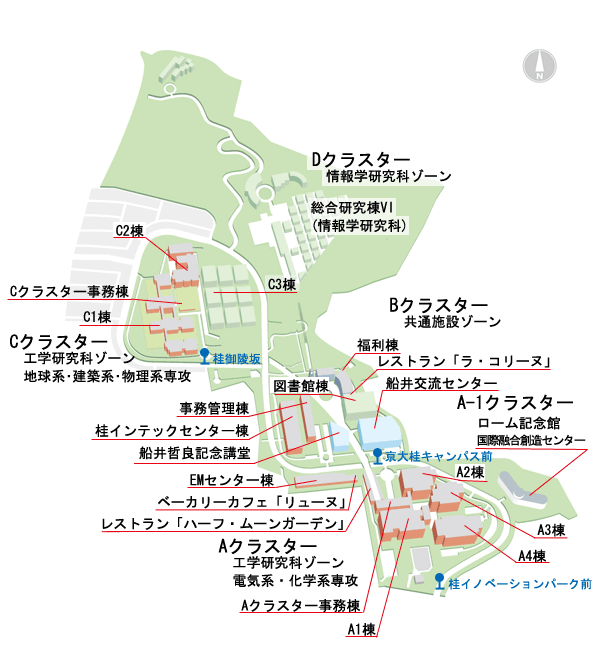 N
Dクラスター
情報学研究科ゾーン
総合研究棟VI
(情報学研究科)
C2棟
Cクラスター事務棟
C3棟
C1棟
Cクラスター
工学研究科ゾーン
地球系・建築系・物理系専攻
桂御陵坂
Bクラスター
共通施設ゾーン
福利棟
レストラン「ラ・コリーヌ」
図書館棟
船井交流センター
A-1クラスター
ローム記念館
国際融合創造センター
事務管理棟
桂インテックセンター棟
船井哲良記念講堂
京大桂キャンパス前
A2棟
EMセンター棟
ベーカリーカフェ「リューヌ」
レストラン「ハーフ・ムーンガーデン」
A3棟
A4棟
Aクラスター
工学研究科ゾーン
電気系・化学系専攻
桂イノベーションパーク前
Aクラスター事務棟
A1棟